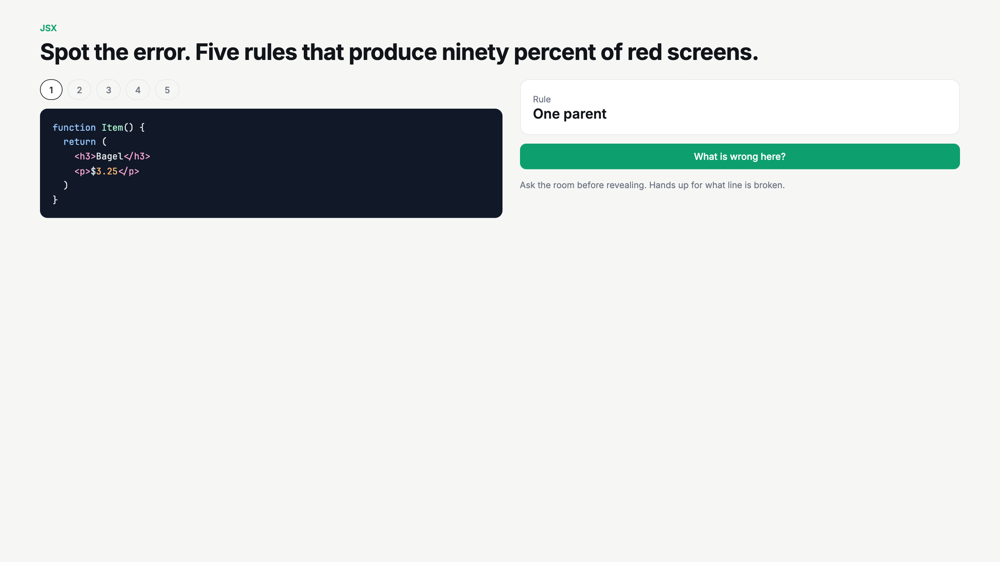 JSX
Spot the error. Five rules that produce ninety percent of red screens.
1 2 3 4 5
function Item() {
  return (
    <h3>Bagel</h3>
    <p>$3.25</p>
  )
}
Rule
One parent
What is wrong here?
Ask the room before revealing. Hands up for what line is broken.